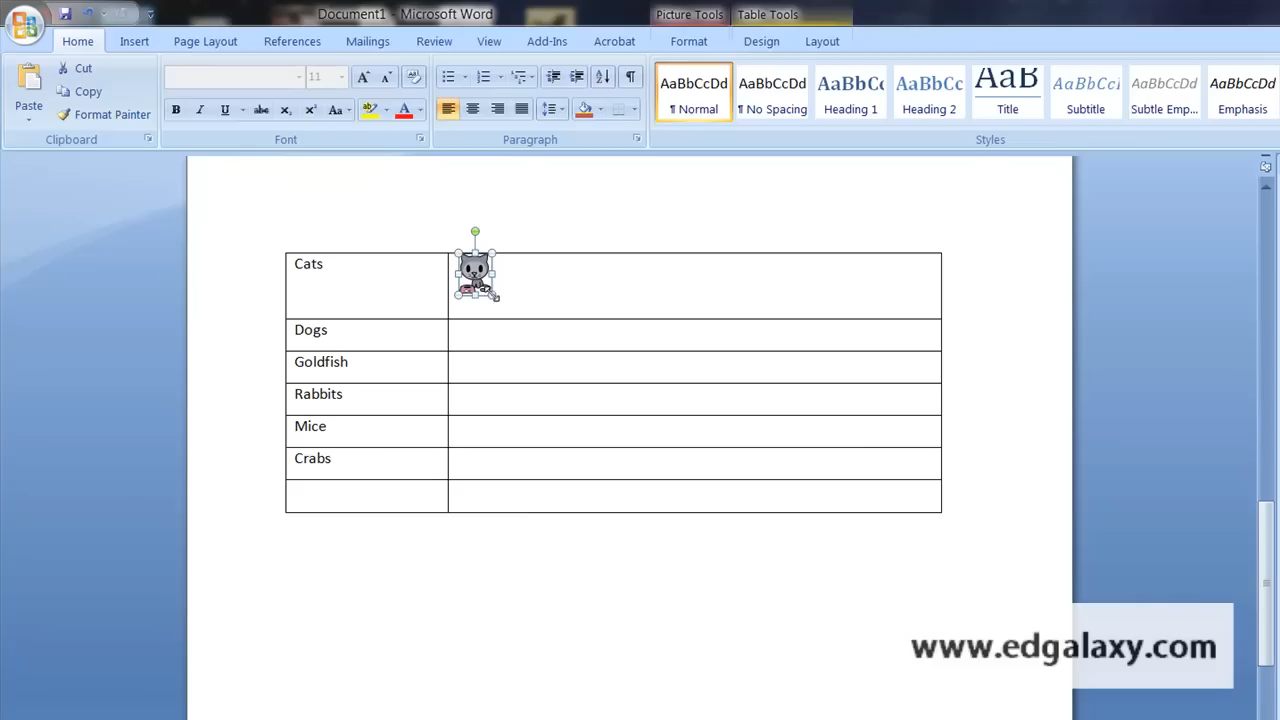 Document1 - Microsoft Word
Picture Tools
Table Tools
Home
Insert
Page Layout
References
Mailings
Review
View
Add-Ins
Acrobat
Format
Design
Layout
Paste
Cut
Copy
Format Painter
Clipboard
11
Font
Paragraph
AaBbCcDd
¶ Normal
AaBbCcDd
¶ No Spacing
AaBbCc
Heading 1
AaBbCc
Heading 2
AaB
Title
AaBbCcI
Subtitle
AaBbCcDd
Subtle Emp...
AaBbCcDd
Emphasis
Styles
Cats
Dogs
Goldfish
Rabbits
Mice
Crabs
www.edgalaxy.com